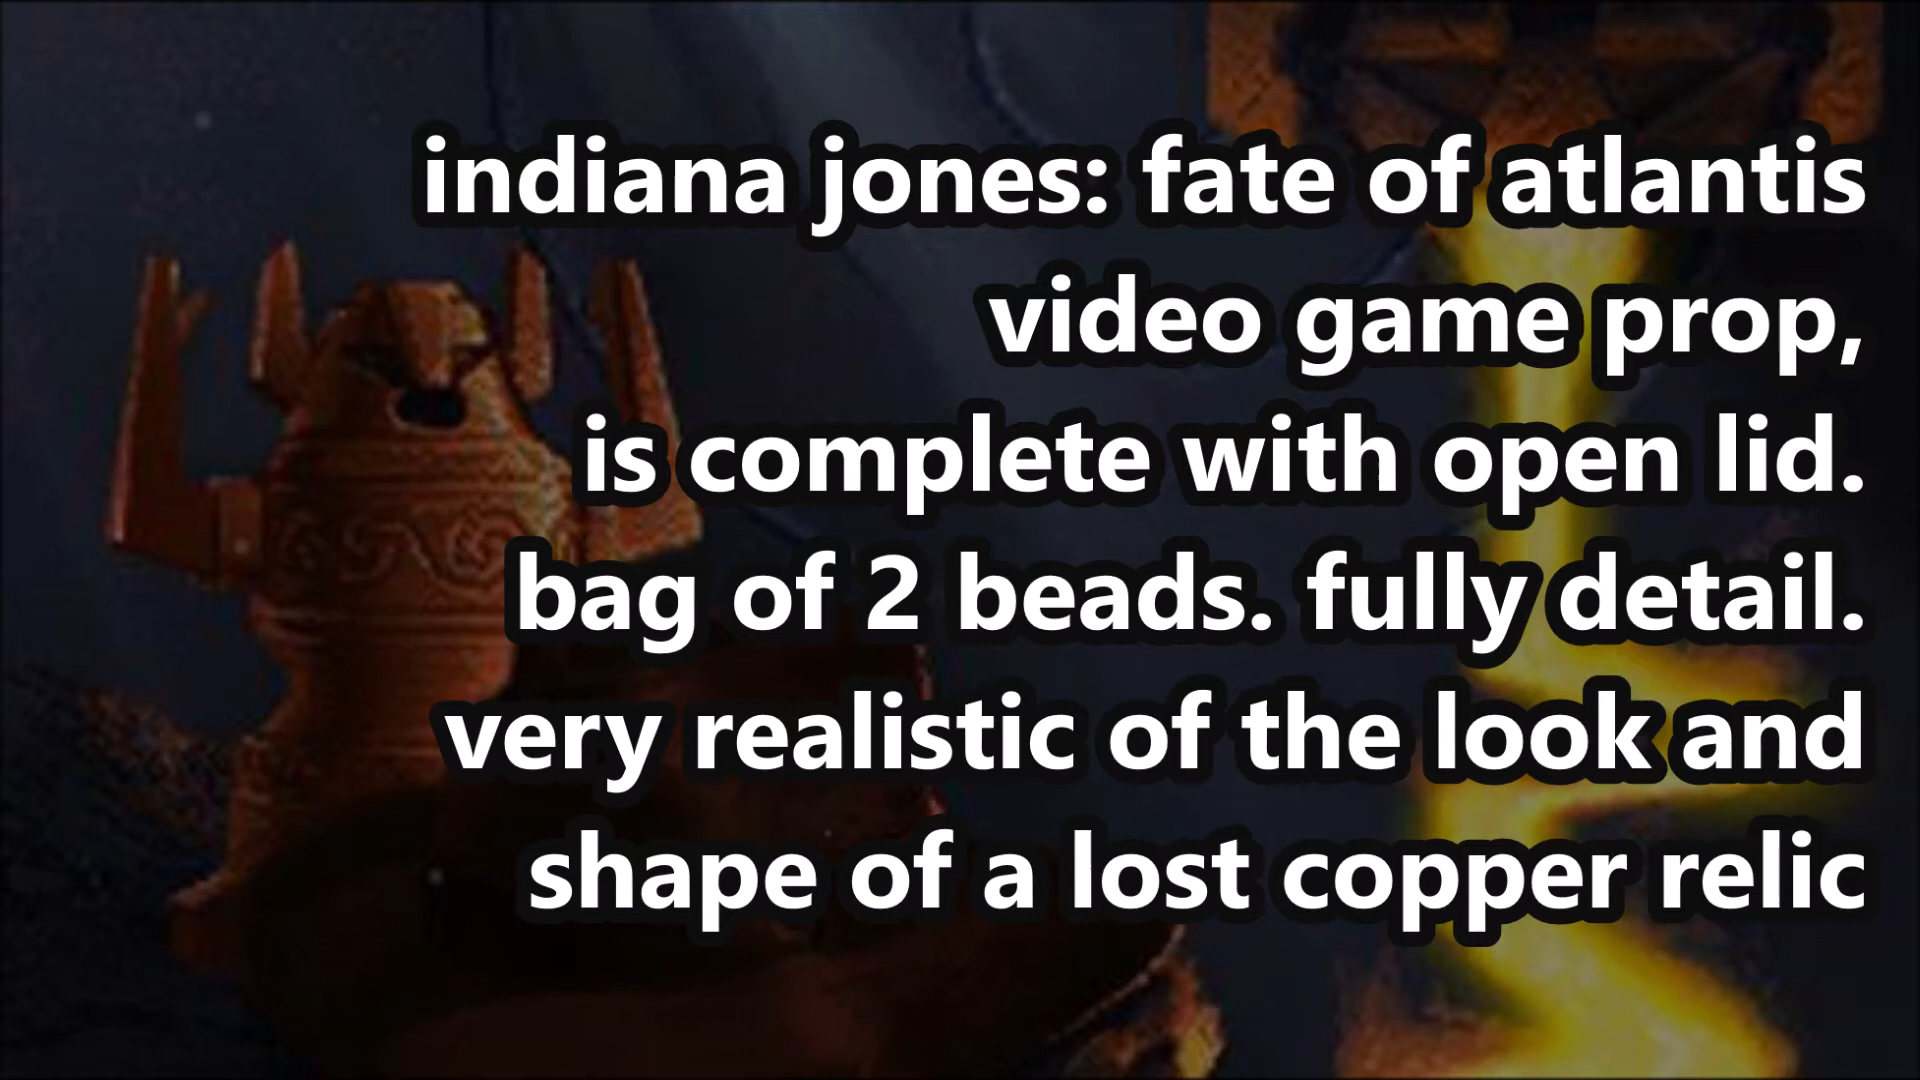 indiana jones: fate of atlantis
video game prop,
is complete with open lid.
bag of 2 beads. fully detail.
very realistic of the look and
shape of a lost copper relic